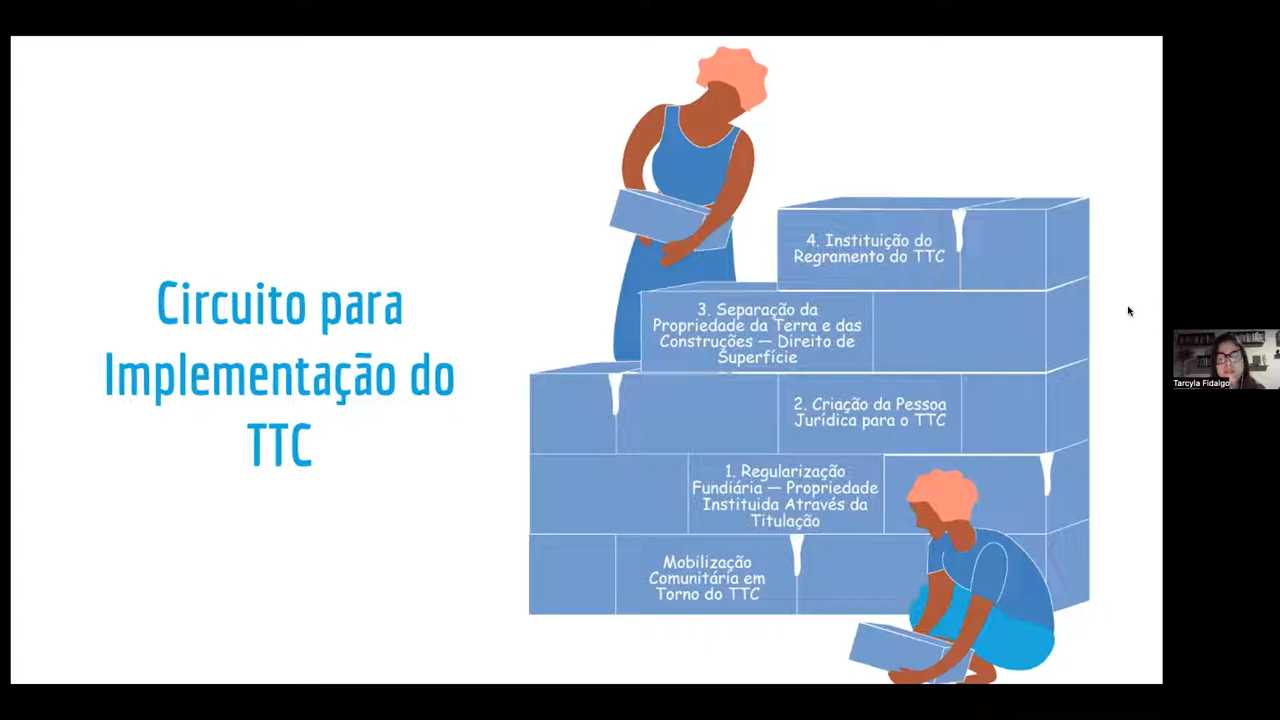 Circuito para
Implementação do
TTC
4. Instituição do
Regramento do TTC
3. Separação da
Propriedade da Terra e das
Construções — Direito de
Superfície
2. Criação da Pessoa
Jurídica para o TTC
1. Regularização
Fundiária — Propriedade
Instituida Através da
Titulação
Mobilização
Comunitária em
Torno do TTC
Tarcyla Fidalgo